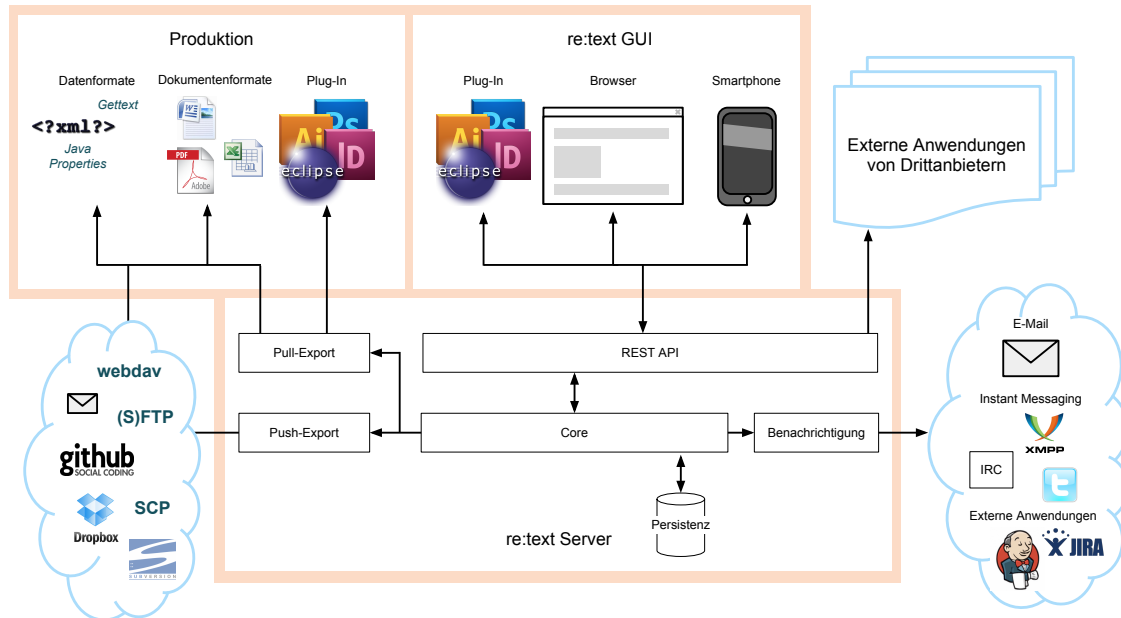 Produktion
re:text GUI
Datenformate
Dokumentenformate
Plug-In
Plug-In
Browser
Smartphone
Gettext
<?xml?>
Java
Properties
W
PDF
Adobe
X
Ai
Ps
ID
eclipse
Ai
Ps
ID
eclipse
x
Externe Anwendungen
von Drittanbietern
Pull-Export
REST API
Push-Export
Core
Benachrichtigung
Persistenz
re:text Server
webdav
(S)FTP
github
SOCIAL CODING
SCP
Dropbox
SUBVERSION
E-Mail
Instant Messaging
XMPP
IRC
t
Externe Anwendungen
JIRA